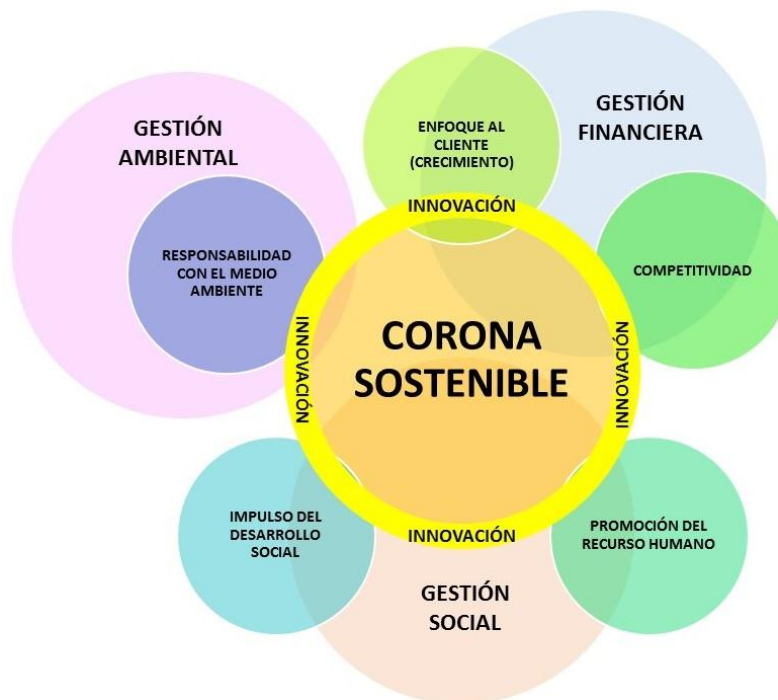 GESTIÓN
AMBIENTAL
ENFOQUE AL
CLIENTE
(CRECIMIENTO)
GESTIÓN
FINANCIERA
INNOVACIÓN
RESPONSABILIDAD
CON EL MEDIO
AMBIENTE
COMPETITIVIDAD
INNOVACIÓN
CORONA
SOSTENIBLE
INNOVACIÓN
IMPULSO DEL
DESARROLLO
SOCIAL
INNOVACIÓN
PROMOCIÓN DEL
RECURSO HUMANO
GESTIÓN
SOCIAL